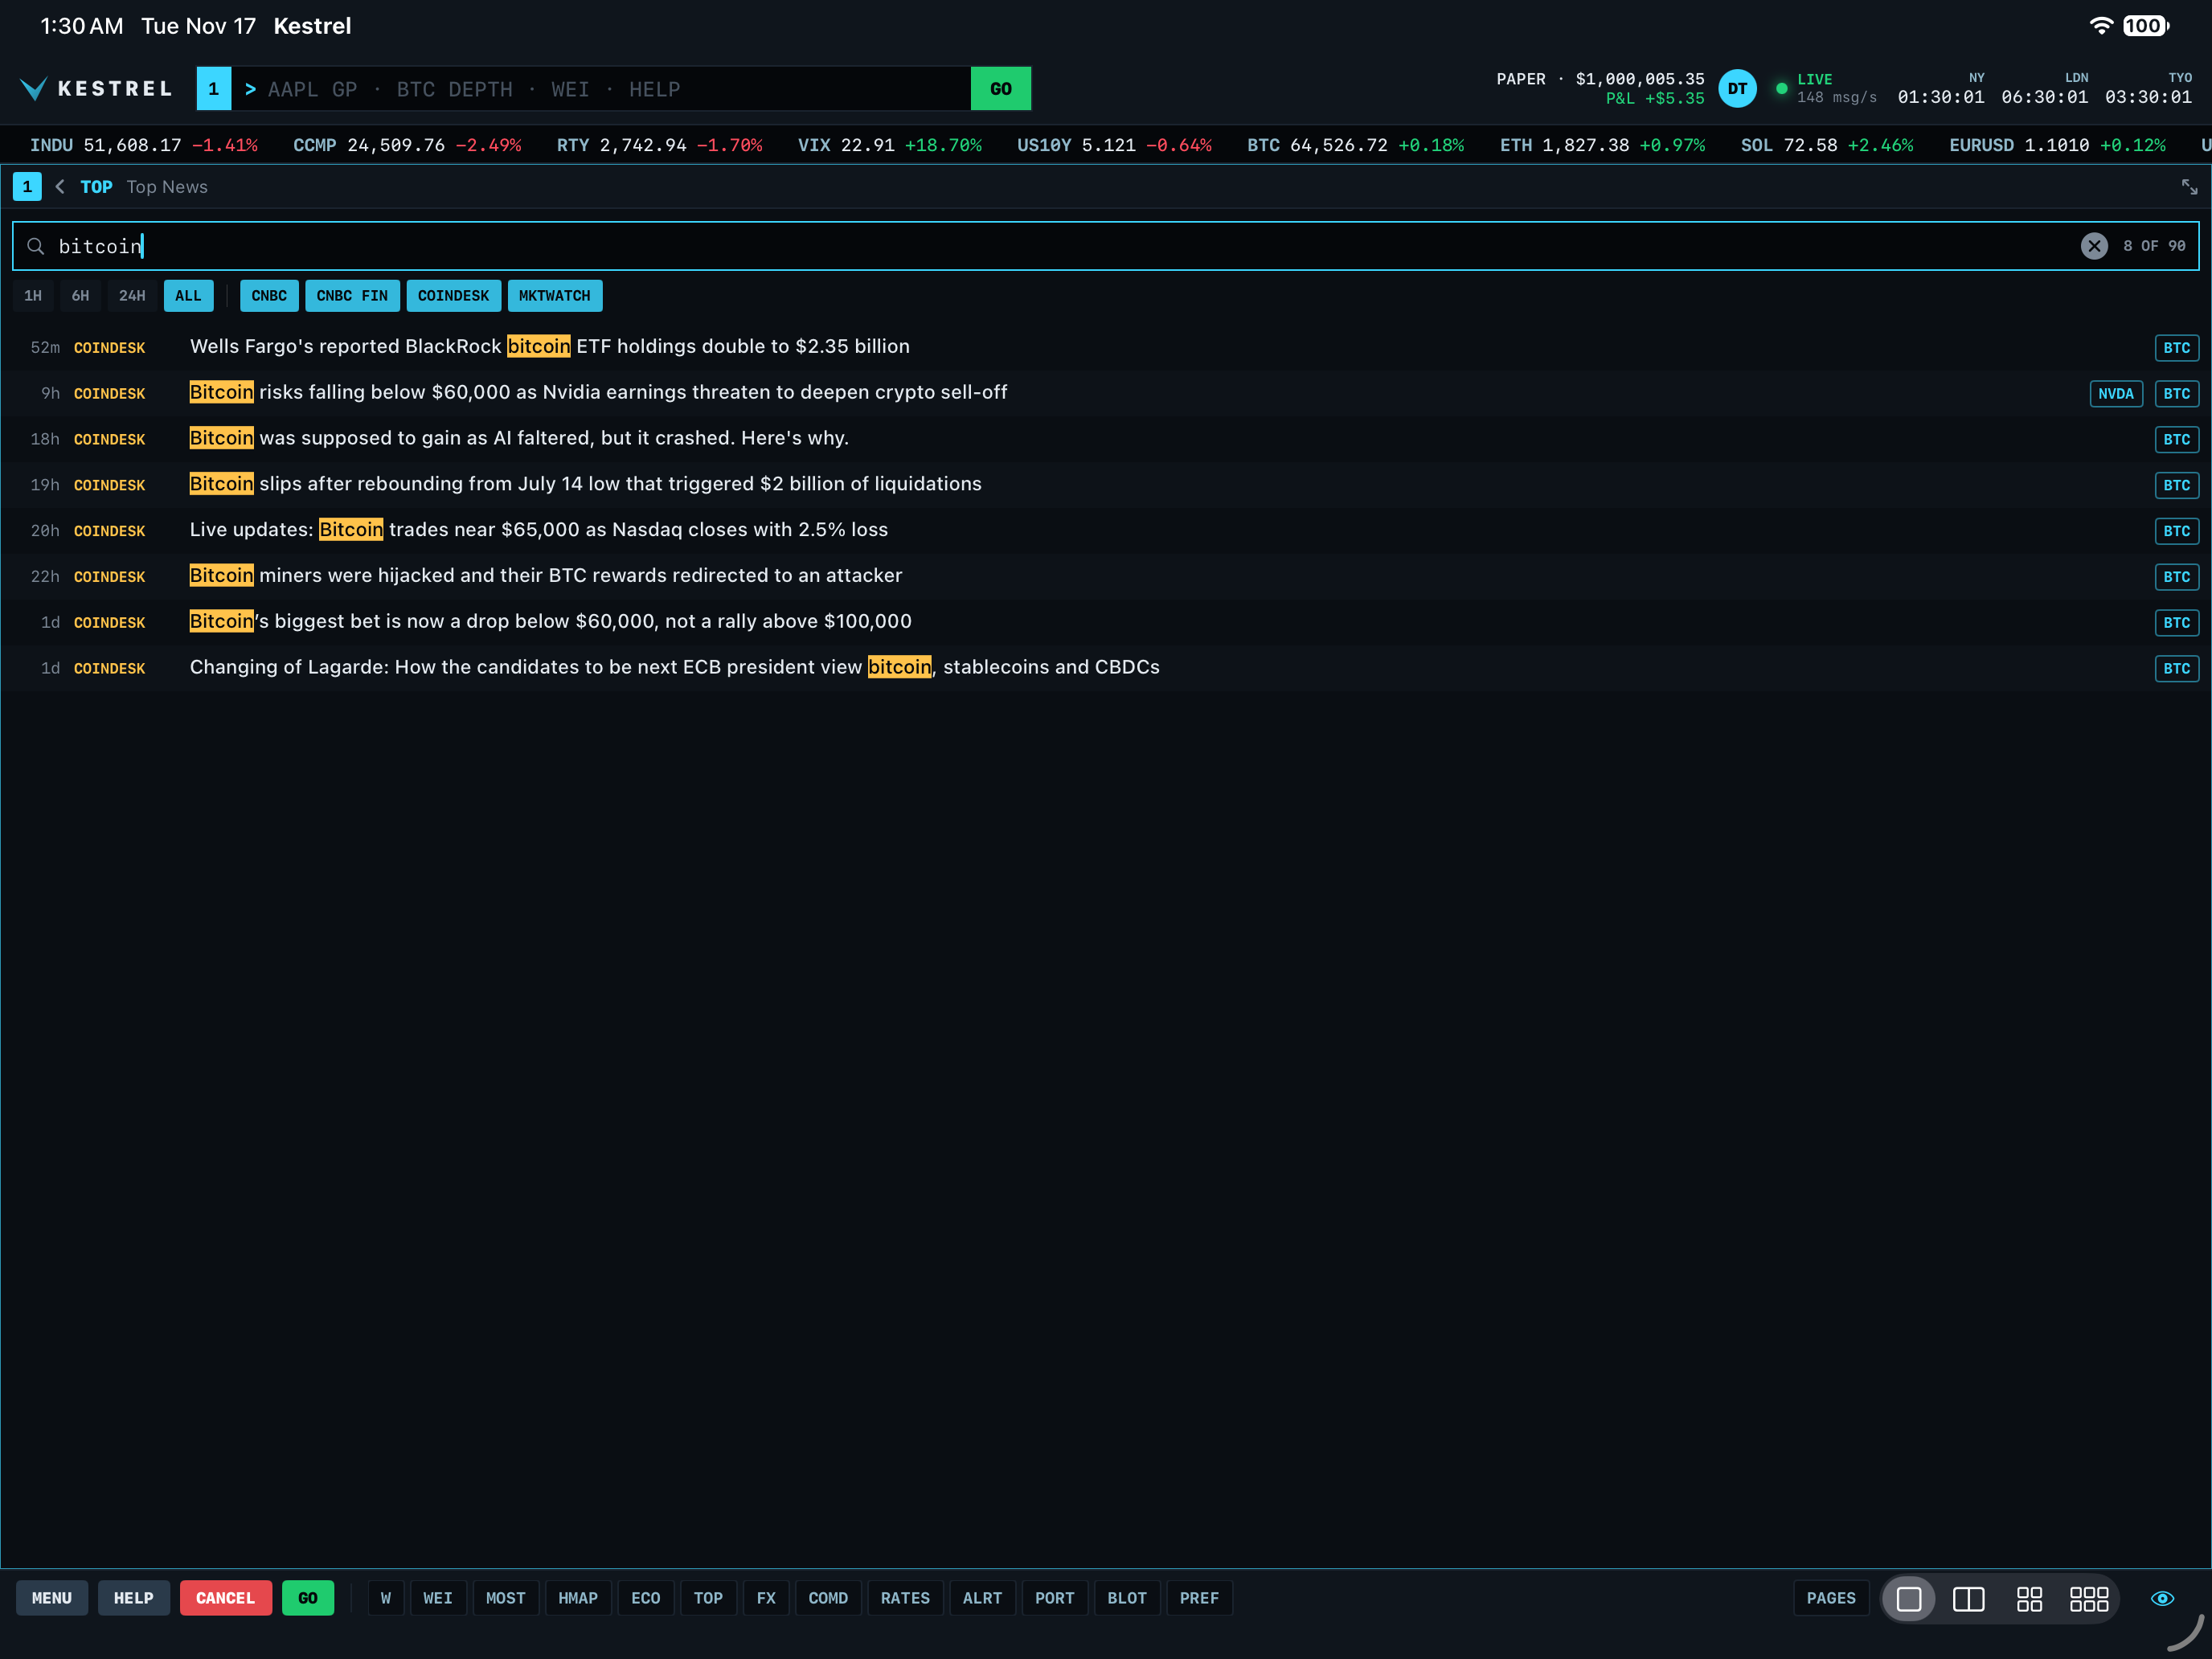 1:30 AM Tue Nov 17 Kestrel 100
KESTREL 1 > AAPL GP · BTC DEPTH · WEI · HELP GO
PAPER · $1,000,005.35
P&L +$5.35
DT
LIVE
148 msg/s
NY
01:30:01
LDN
06:30:01
TYO
03:30:01
INDU 51,608.17 −1.41% CCMP 24,509.76 −2.49% RTY 2,742.94 −1.70% VIX 22.91 +18.70% US10Y 5.121 −0.64% BTC 64,526.72 +0.18% ETH 1,827.38 +0.97% SOL 72.58 +2.46% EURUSD 1.1010 +0.12% U
1 TOP Top News
bitcoin 8 OF 90
1H 6H 24H ALL CNBC CNBC FIN COINDESK MKTWATCH
52m COINDESK Wells Fargo's reported BlackRock bitcoin ETF holdings double to $2.35 billion BTC
9h COINDESK Bitcoin risks falling below $60,000 as Nvidia earnings threaten to deepen crypto sell-off NVDA BTC
18h COINDESK Bitcoin was supposed to gain as AI faltered, but it crashed. Here's why. BTC
19h COINDESK Bitcoin slips after rebounding from July 14 low that triggered $2 billion of liquidations BTC
20h COINDESK Live updates: Bitcoin trades near $65,000 as Nasdaq closes with 2.5% loss BTC
22h COINDESK Bitcoin miners were hijacked and their BTC rewards redirected to an attacker BTC
1d COINDESK Bitcoin’s biggest bet is now a drop below $60,000, not a rally above $100,000 BTC
1d COINDESK Changing of Lagarde: How the candidates to be next ECB president view bitcoin, stablecoins and CBDCs BTC
MENU HELP CANCEL GO W WEI MOST HMAP ECO TOP FX COMD RATES ALRT PORT BLOT PREF PAGES